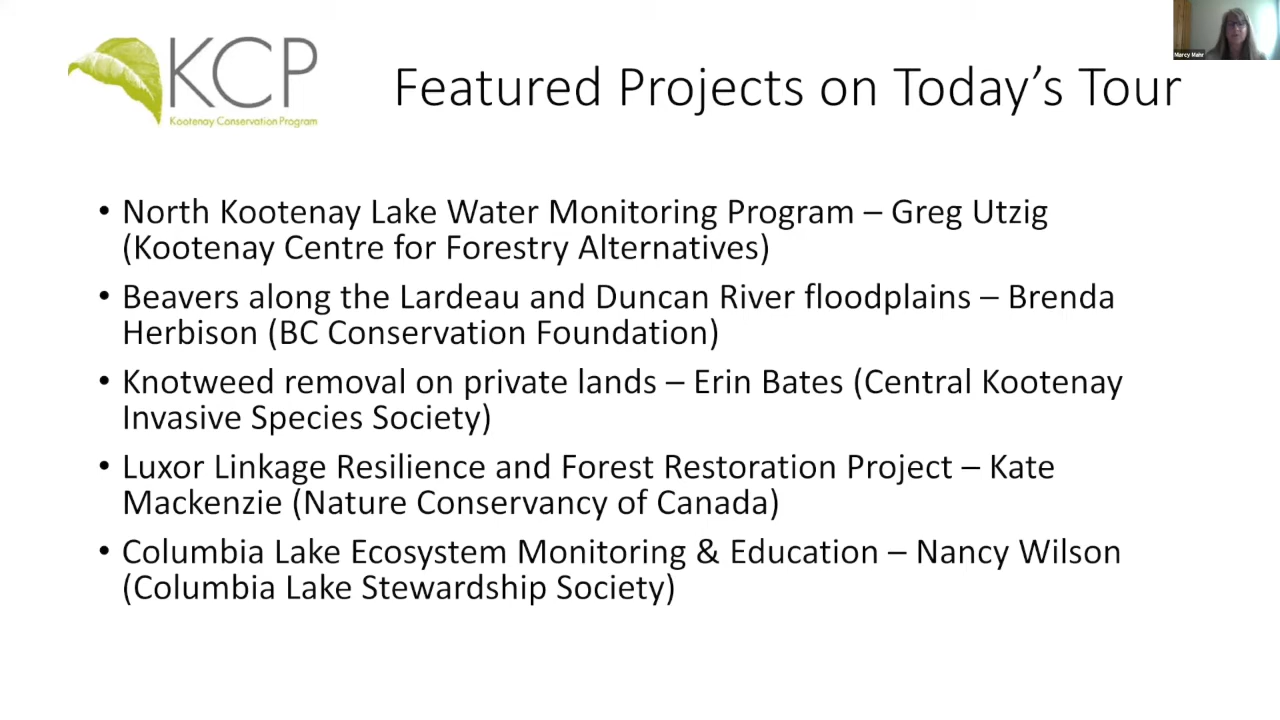 KCP
Kootenay Conservation Program
Featured Projects on Today's Tour
Marcy Mahr
• North Kootenay Lake Water Monitoring Program – Greg Utzig
(Kootenay Centre for Forestry Alternatives)
• Beavers along the Lardeau and Duncan River floodplains – Brenda
Herbison (BC Conservation Foundation)
• Knotweed removal on private lands – Erin Bates (Central Kootenay
Invasive Species Society)
• Luxor Linkage Resilience and Forest Restoration Project – Kate
Mackenzie (Nature Conservancy of Canada)
• Columbia Lake Ecosystem Monitoring & Education – Nancy Wilson
(Columbia Lake Stewardship Society)